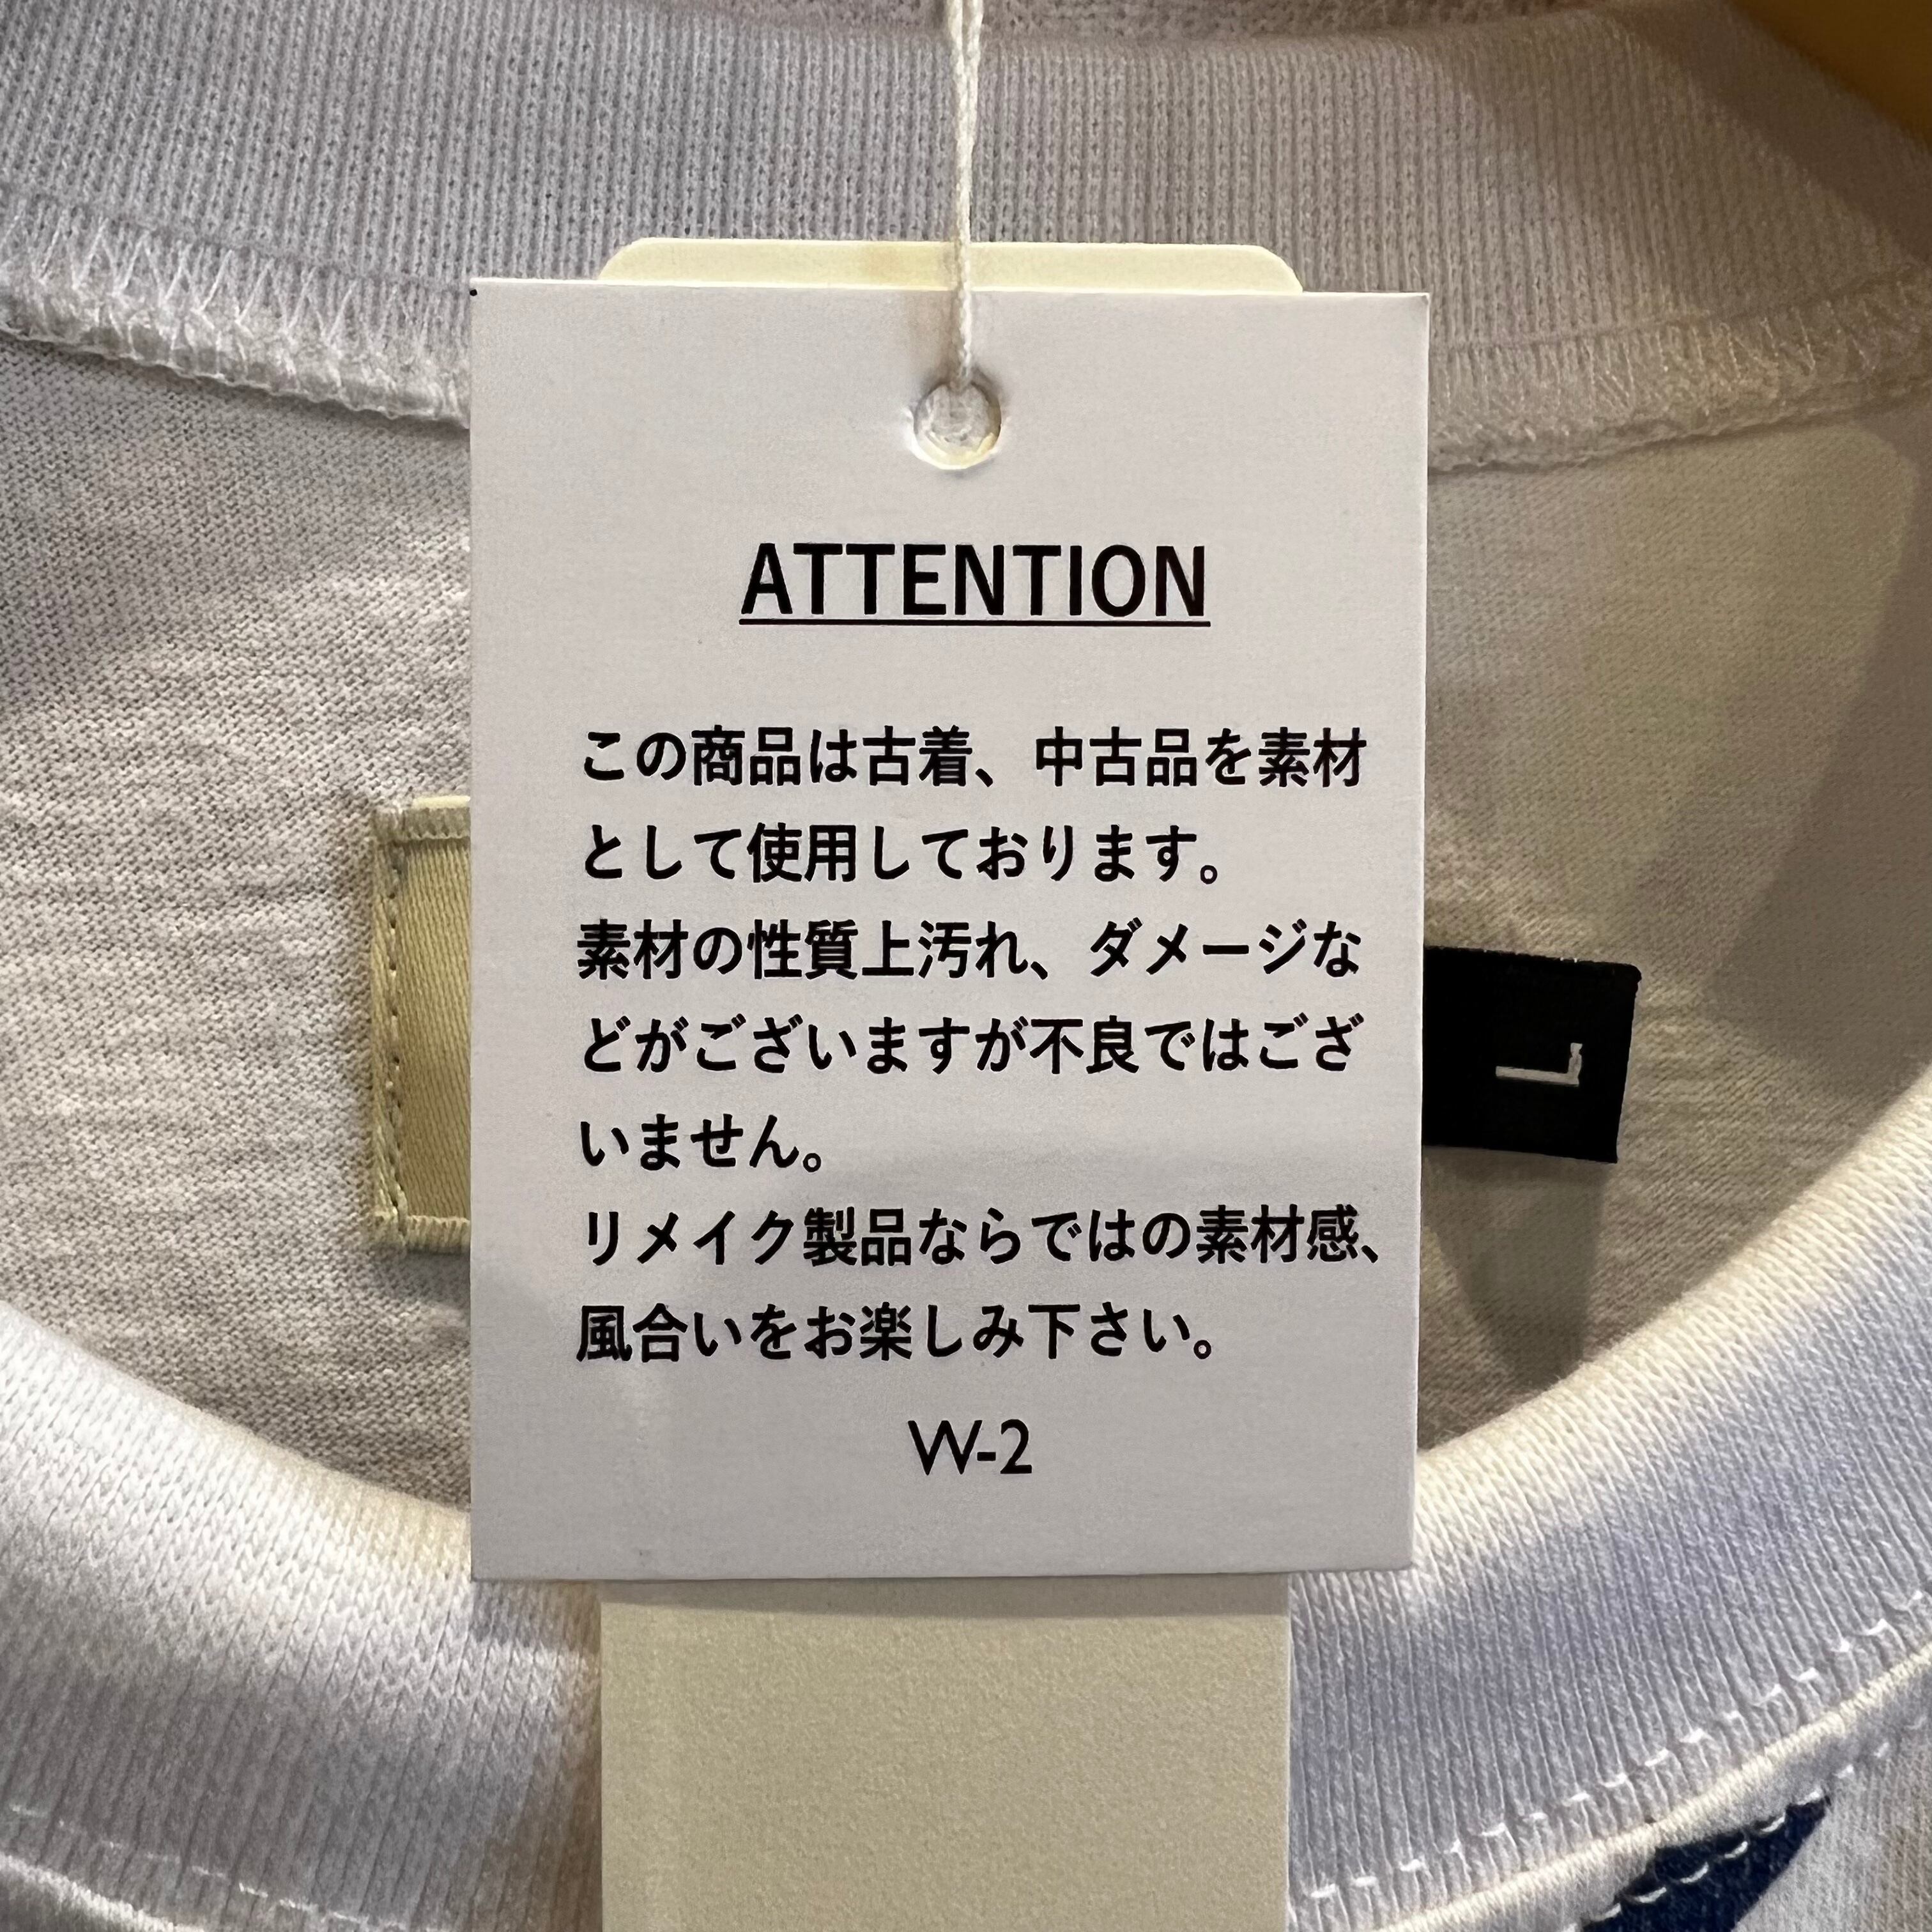 ATTENTION
この商品は古着、中古品を素材
として使用しております。
素材の性質上汚れ、ダメージな
どがございますが不良ではござ
いません。
リメイク製品ならではの素材感、
風合いをお楽しみ下さい。
W-2
L